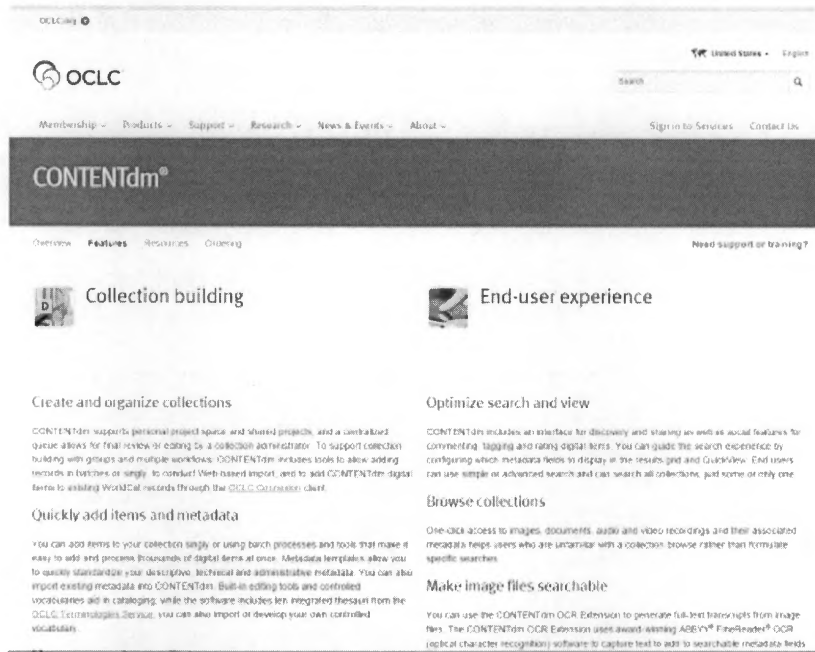 OCLC.org
United States English
OCLC
Search
Membership Products Support Research News & Events About
Sign in to Services Contact Us
CONTENTdm®
Overview Features Resources Ordering
Need support or training?
Collection building
Create and organize collections
CONTENTdm supports personal project space and shared projects, and a centralized
queue allows for final review or editing by a collection administrator. To support collection
building with groups and multiple workflows, CONTENTdm includes tools to allow adding
records in batches or singly, to conduct Web-based import, and to add CONTENTdm digital
items to existing WorldCat records through the OCLC Connexion client.
Quickly add items and metadata
You can add items to your collection singly or using batch processes and tools that make it
easy to add and process thousands of digital items at once. Metadata templates allow you
to quickly standardize your descriptive, technical and administrative metadata. You can also
import existing metadata into CONTENTdm. Built-in editing tools and controlled
vocabularies aid in cataloging, while the software includes ten integrated thesauri from the
OCLC Terminologies Service; you can also import or develop your own controlled
vocabulary.
End-user experience
Optimize search and view
CONTENTdm includes an interface for discovery and sharing as well as social features for
commenting, tagging and rating digital items. You can guide the search experience by
configuring which metadata fields to display in the results grid and QuickView. End users
can use simple or advanced search and can search all collections, just some or only one.
Browse collections
One-click access to images, documents, audio and video recordings and their associated
metadata helps users who are unfamiliar with a collection browse rather than formulate
specific searches.
Make image files searchable
You can use the CONTENTdm OCR Extension to generate full-text transcripts from image
files. The CONTENTdm OCR Extension uses award-winning ABBYY® FineReader® OCR
(optical character recognition) software to capture text to add to searchable metadata fields